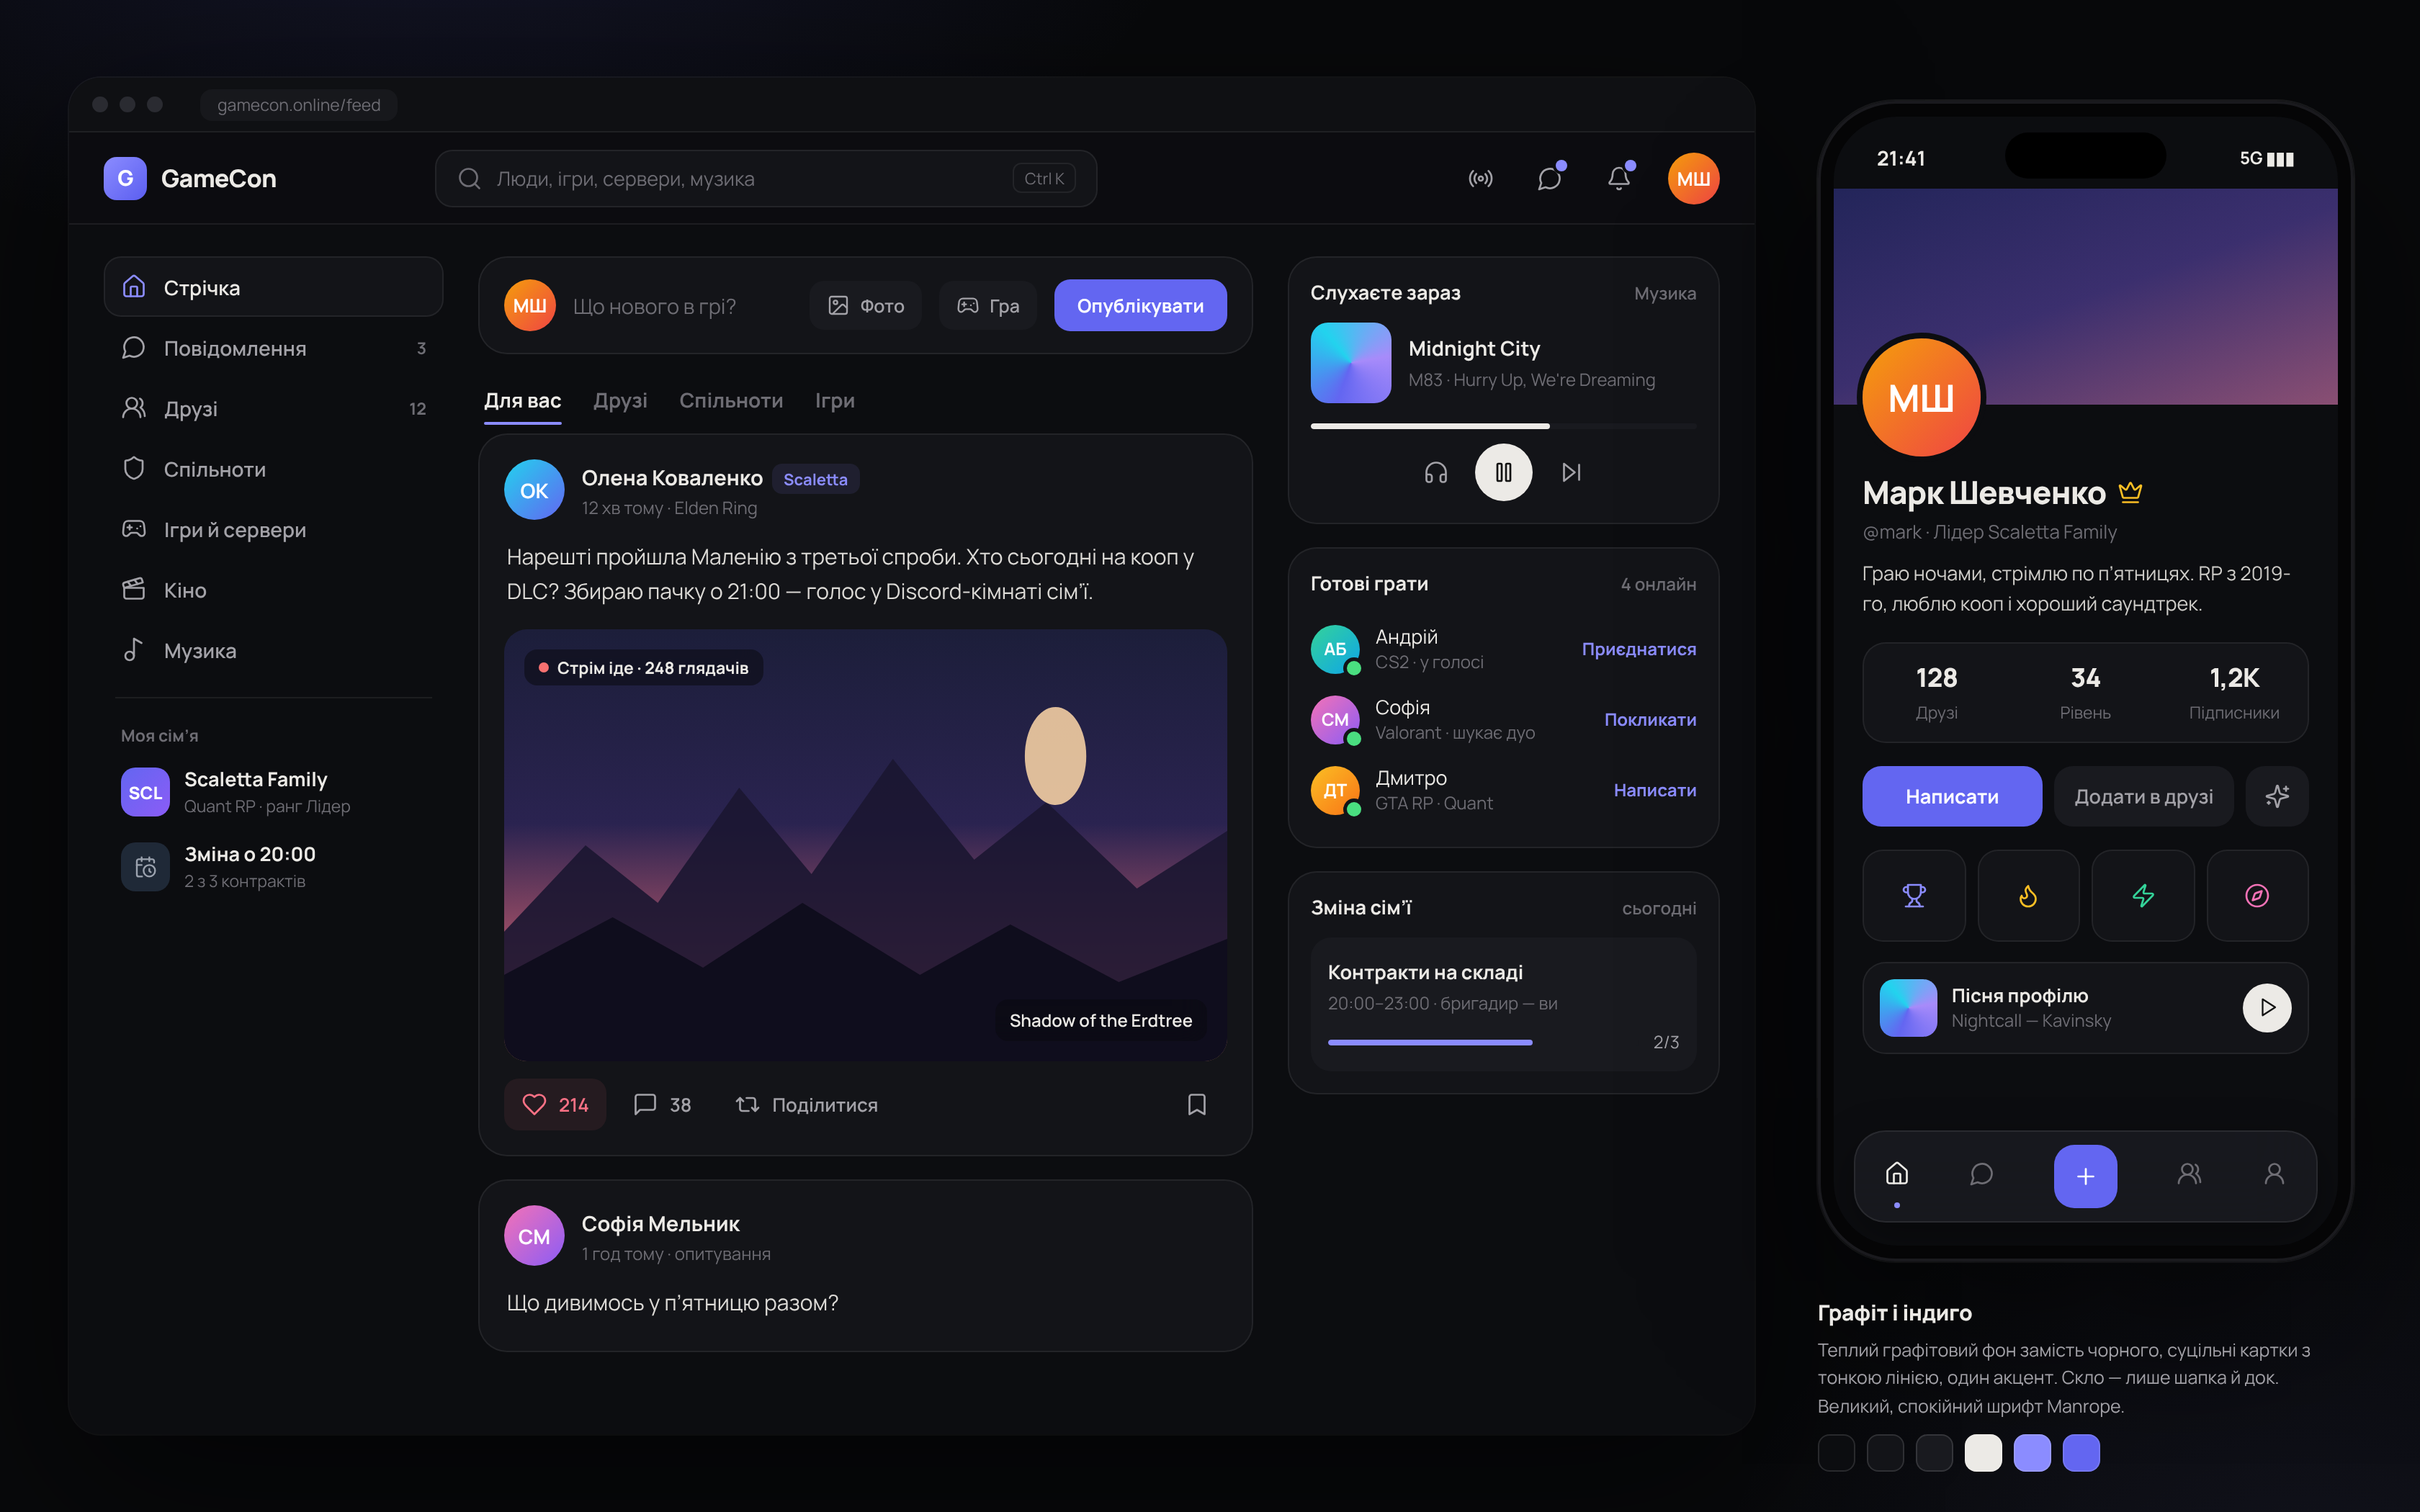 gamecon.online/feed
G GameCon
Люди, ігри, сервери, музика
Ctrl K
МШ
Стрічка
Повідомлення 3
Друзі 12
Спільноти
Ігри й сервери
Кіно
Музика
Моя сім'я
SCL
Scaletta Family
Quant RP · ранг Лідер
Зміна о 20:00
2 з 3 контрактів
МШ
Що нового в грі?
Фото
Гра
Опублікувати
Для вас Друзі Спільноти Ігри
ОК
Олена Коваленко Scaletta
12 хв тому · Elden Ring
Нарешті пройшла Маленію з третьої спроби. Хто сьогодні на кооп у
DLC? Збираю пачку о 21:00 — голос у Discord-кімнаті сім'ї.
Стрім іде · 248 глядачів
Shadow of the Erdtree
214
38
Поділитися
СМ
Софія Мельник
1 год тому · опитування
Що дивимось у п'ятницю разом?
Слухаєте зараз Музика
Midnight City
M83 · Hurry Up, We're Dreaming
Готові грати 4 онлайн
АБ
Андрій
CS2 · у голосі
Приєднатися
СМ
Софія
Valorant · шукає дуо
Покликати
ДТ
Дмитро
GTA RP · Quant
Написати
Зміна сім'ї сьогодні
Контракти на складі
20:00–23:00 · бригадир — ви
2/3
21:41
5G
МШ
Марк Шевченко
@mark · Лідер Scaletta Family
Граю ночами, стрімлю по п'ятницях. RP з 2019-
го, люблю кооп і хороший саундтрек.
128 34 1,2K
Друзі Рівень Підписники
Написати
Додати в друзі
Пісня профілю
Nightcall — Kavinsky
Графіт і індиго
Теплий графітовий фон замість чорного, суцільні картки з
тонкою лінією, один акцент. Скло — лише шапка й док.
Великий, спокійний шрифт Manrope.